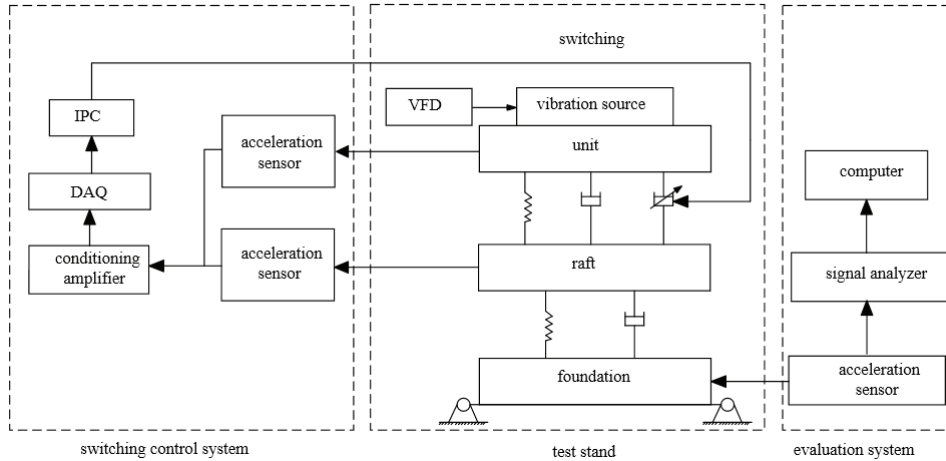 switching
VFD
vibration source
IPC
unit
acceleration
sensor
computer
DAQ
conditioning
amplifier
acceleration
sensor
raft
signal analyzer
foundation
acceleration
sensor
switching control system
test stand
evaluation system